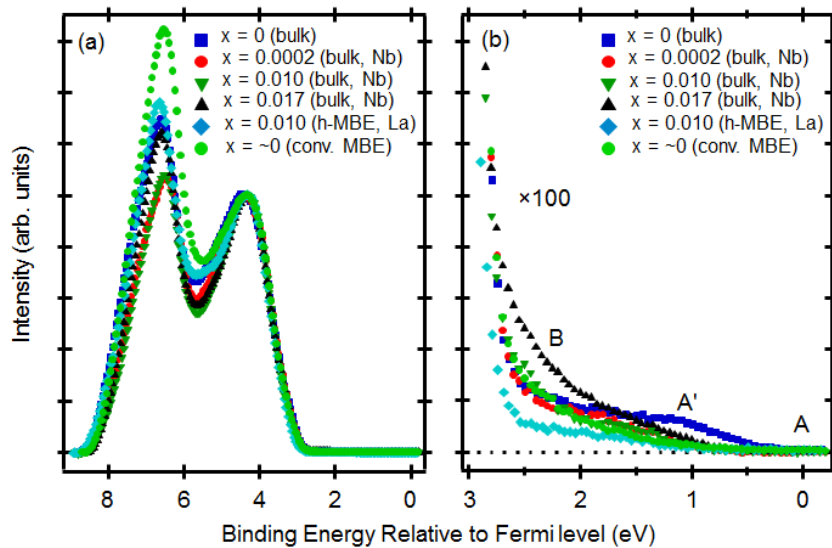 (a)
x = 0 (bulk)
x = 0.0002 (bulk, Nb)
x = 0.010 (bulk, Nb)
x = 0.017 (bulk, Nb)
x = 0.010 (h-MBE, La)
x = ~0 (conv. MBE)
(b)
x = 0 (bulk)
x = 0.0002 (bulk, Nb)
x = 0.010 (bulk, Nb)
x = 0.017 (bulk, Nb)
x = 0.010 (h-MBE, La)
x = ~0 (conv. MBE)
×100
B
A'
A
Intensity (arb. units)
8 6 4 2 0
3 2 1 0
Binding Energy Relative to Fermi level (eV)